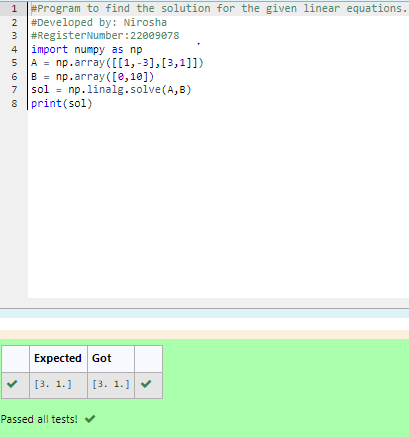 1 #Program to find the solution for the given linear equations.
2 #Developed by: Nirosha
3 #RegisterNumber:22009078
4 import numpy as np
5 A = np.array([[1,-3],[3,1]])
6 B = np.array([0,10])
7 sol = np.linalg.solve(A,B)
8 print(sol)
Expected Got
[3. 1.] [3. 1.]
Passed all tests!